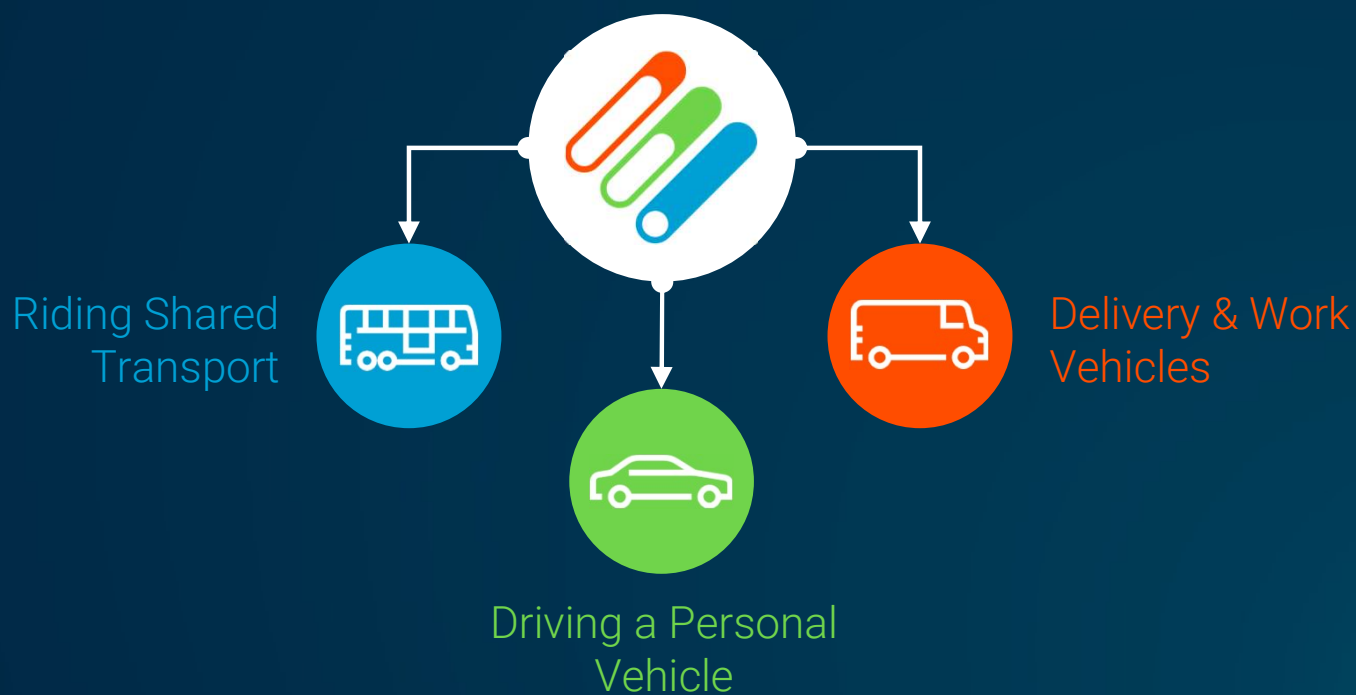 Riding Shared
Transport
Delivery & Work
Vehicles
Driving a Personal
Vehicle